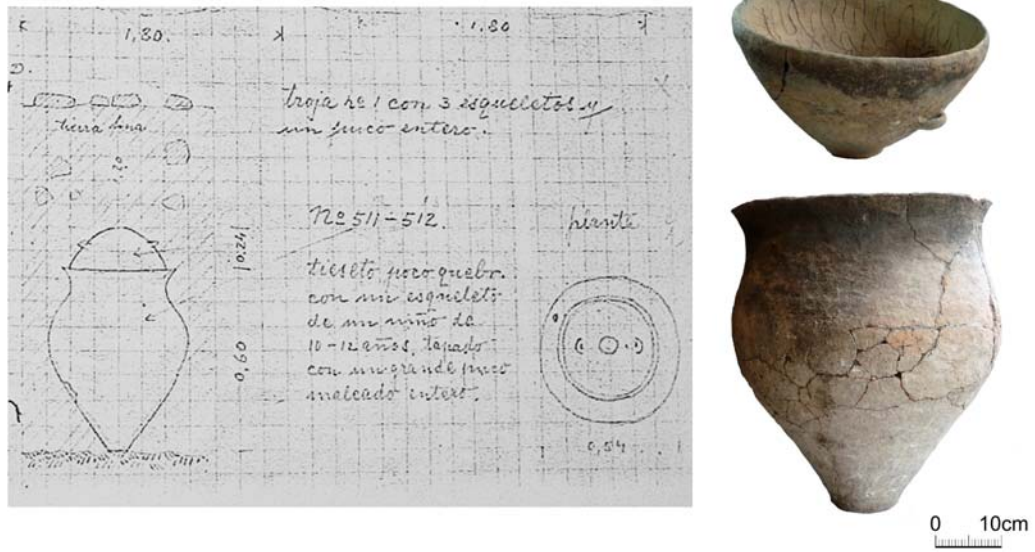 1,80.
1,80
troja nº 1 con 3 esqueletos y
un puco entero.
tierra fina
Nº 511-512.
plante
0,24
tiesto poco quebr.
con un esqueleto
de un niño de
10-12 años, tapado
con un grande puco
maleado entero.
0,60
0,54
0 10cm